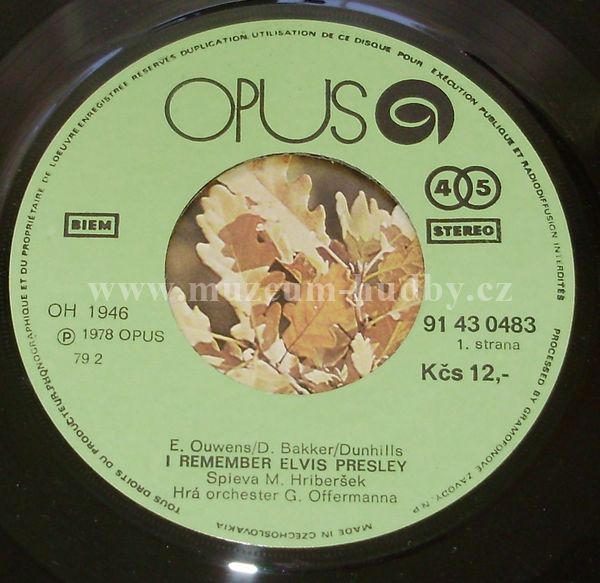 TOUS DROITS DU PRODUCTEUR-PHONOGRAPHIQUE ET DU PROPRIÉTAIRE DE L'OEUVRE ENREGISTRÉE RESERVÉS DUPLICATION, UTILISATION DE CE DISQUE POUR EXÉCUTION PUBLIQUE ET RADIODIFFUSION INTERDITES
OPUS
45
BIEM
STEREO
www.muzeum-hudby.cz
OH 1946
91 43 0483
Ⓟ 1978 OPUS
1. strana
79 2
Kčs 12,-
E. Ouwens/D. Bakker/Dunhills
I REMEMBER ELVIS PRESLEY
Spieva M. Hriberšek
Hrá orchester G. Offermanna
MADE IN CZECHOSLOVAKIA
PROCESSED BY GRAMOFONOVÉ ZÁVODY, N.P.